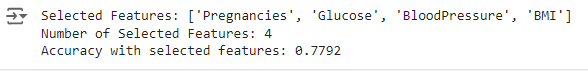 Selected Features: ['Pregnancies', 'Glucose', 'BloodPressure', 'BMI']
Number of Selected Features: 4
Accuracy with selected features: 0.7792